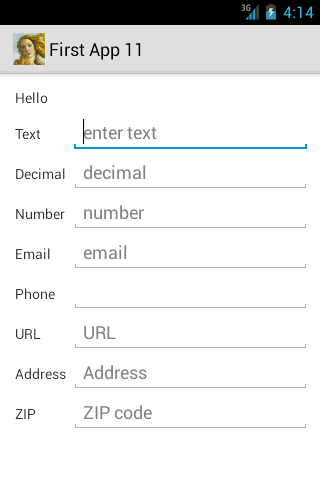 3G 4:14
First App 11
Hello
Text enter text
Decimal decimal
Number number
Email email
Phone
URL URL
Address Address
ZIP ZIP code